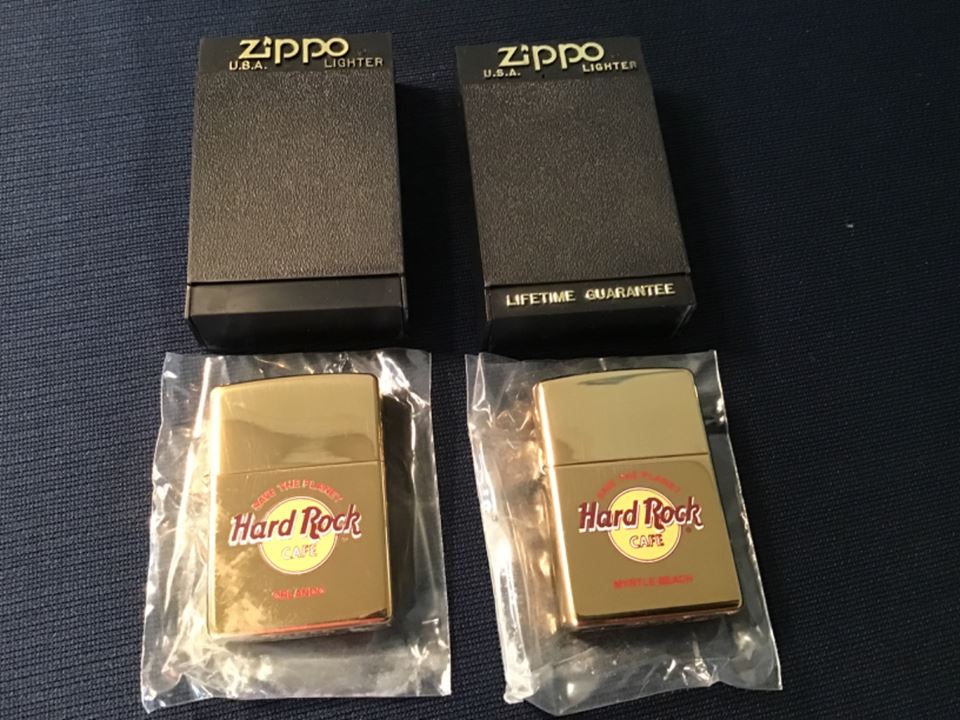 Zippo
U.S.A. LIGHTER
Zippo
U.S.A. LIGHTER
LIFETIME GUARANTEE
SAVE THE PLANET
Hard Rock
CAFE
ORLANDO
SAVE THE PLANET
Hard Rock
CAFE
MYRTLE BEACH